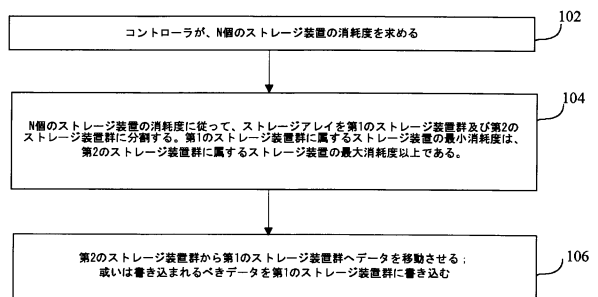 コントローラが、N個のストレージ装置の消耗度を求める
102
N個のストレージ装置の消耗度に従って、ストレージアレイを第1のストレージ装置群及び第2の
ストレージ装置群に分割する。第1のストレージ装置群に属するストレージ装置の最小消耗度は、
第2のストレージ装置群に属するストレージ装置の最大消耗度以上である。
104
第2のストレージ装置群から第1のストレージ装置群へデータを移動させる；
或いは書き込まれるべきデータを第1のストレージ装置群に書き込む
106